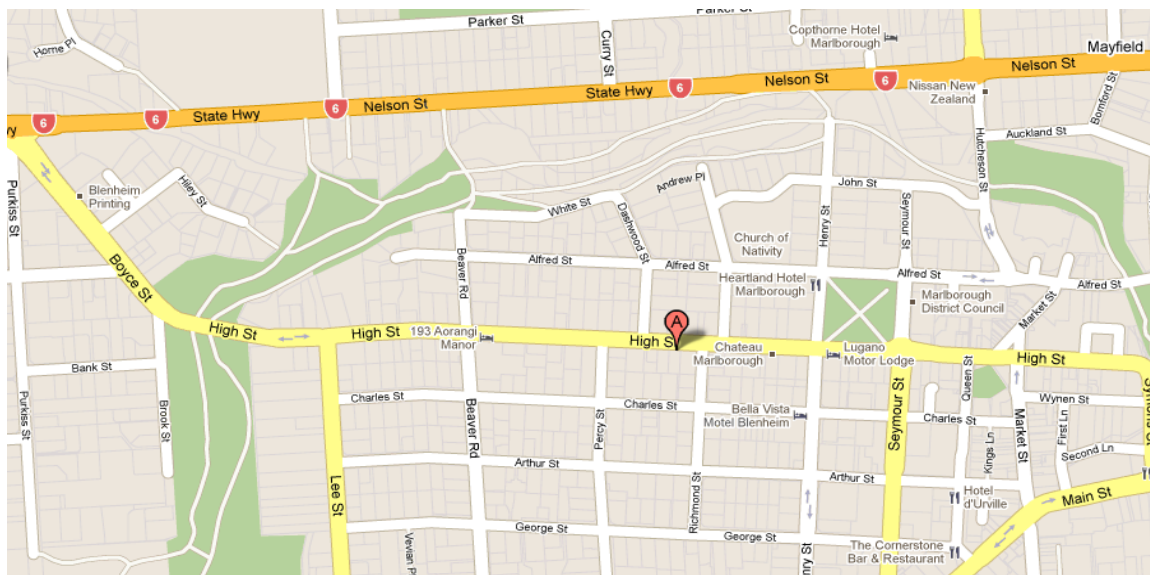 Parker St
Parker St
Copthorne Hotel
Marlborough
Horne Pl
Curry St
Mayfield
Nelson St
Nelson St
6
State Hwy
6
Nelson St
6
State Hwy
6
6
Nissan New
Zealand
Bomford St
Auckland St
Hutcheson St
Purkiss St
Blenheim
Printing
Hiley St
Andrew Pl
John St
White St
Dashwood St
Henry St
Seymour St
Church of
Nativity
Beaver Rd
Alfred St
Alfred St
Alfred St
Alfred St
Heartland Hotel
Marlborough
Boyce St
Marlborough
District Council
Market St
High St
High St
193 Aorangi
Manor
High St
A
Chateau
Marlborough
Lugano
Motor Lodge
High St
Bank St
Queen St
Purkiss St
Brook St
Charles St
Charles St
Charles St
Beaver Rd
Percy St
Bella Vista
Motel Blenheim
Seymour St
Wynen St
Market St
First Ln
Kings Ln
Second Ln
Arthur St
Arthur St
Lee St
Richmond St
Hotel
d'Urville
Main St
George St
George St
The Cornerstone
Bar & Restaurant